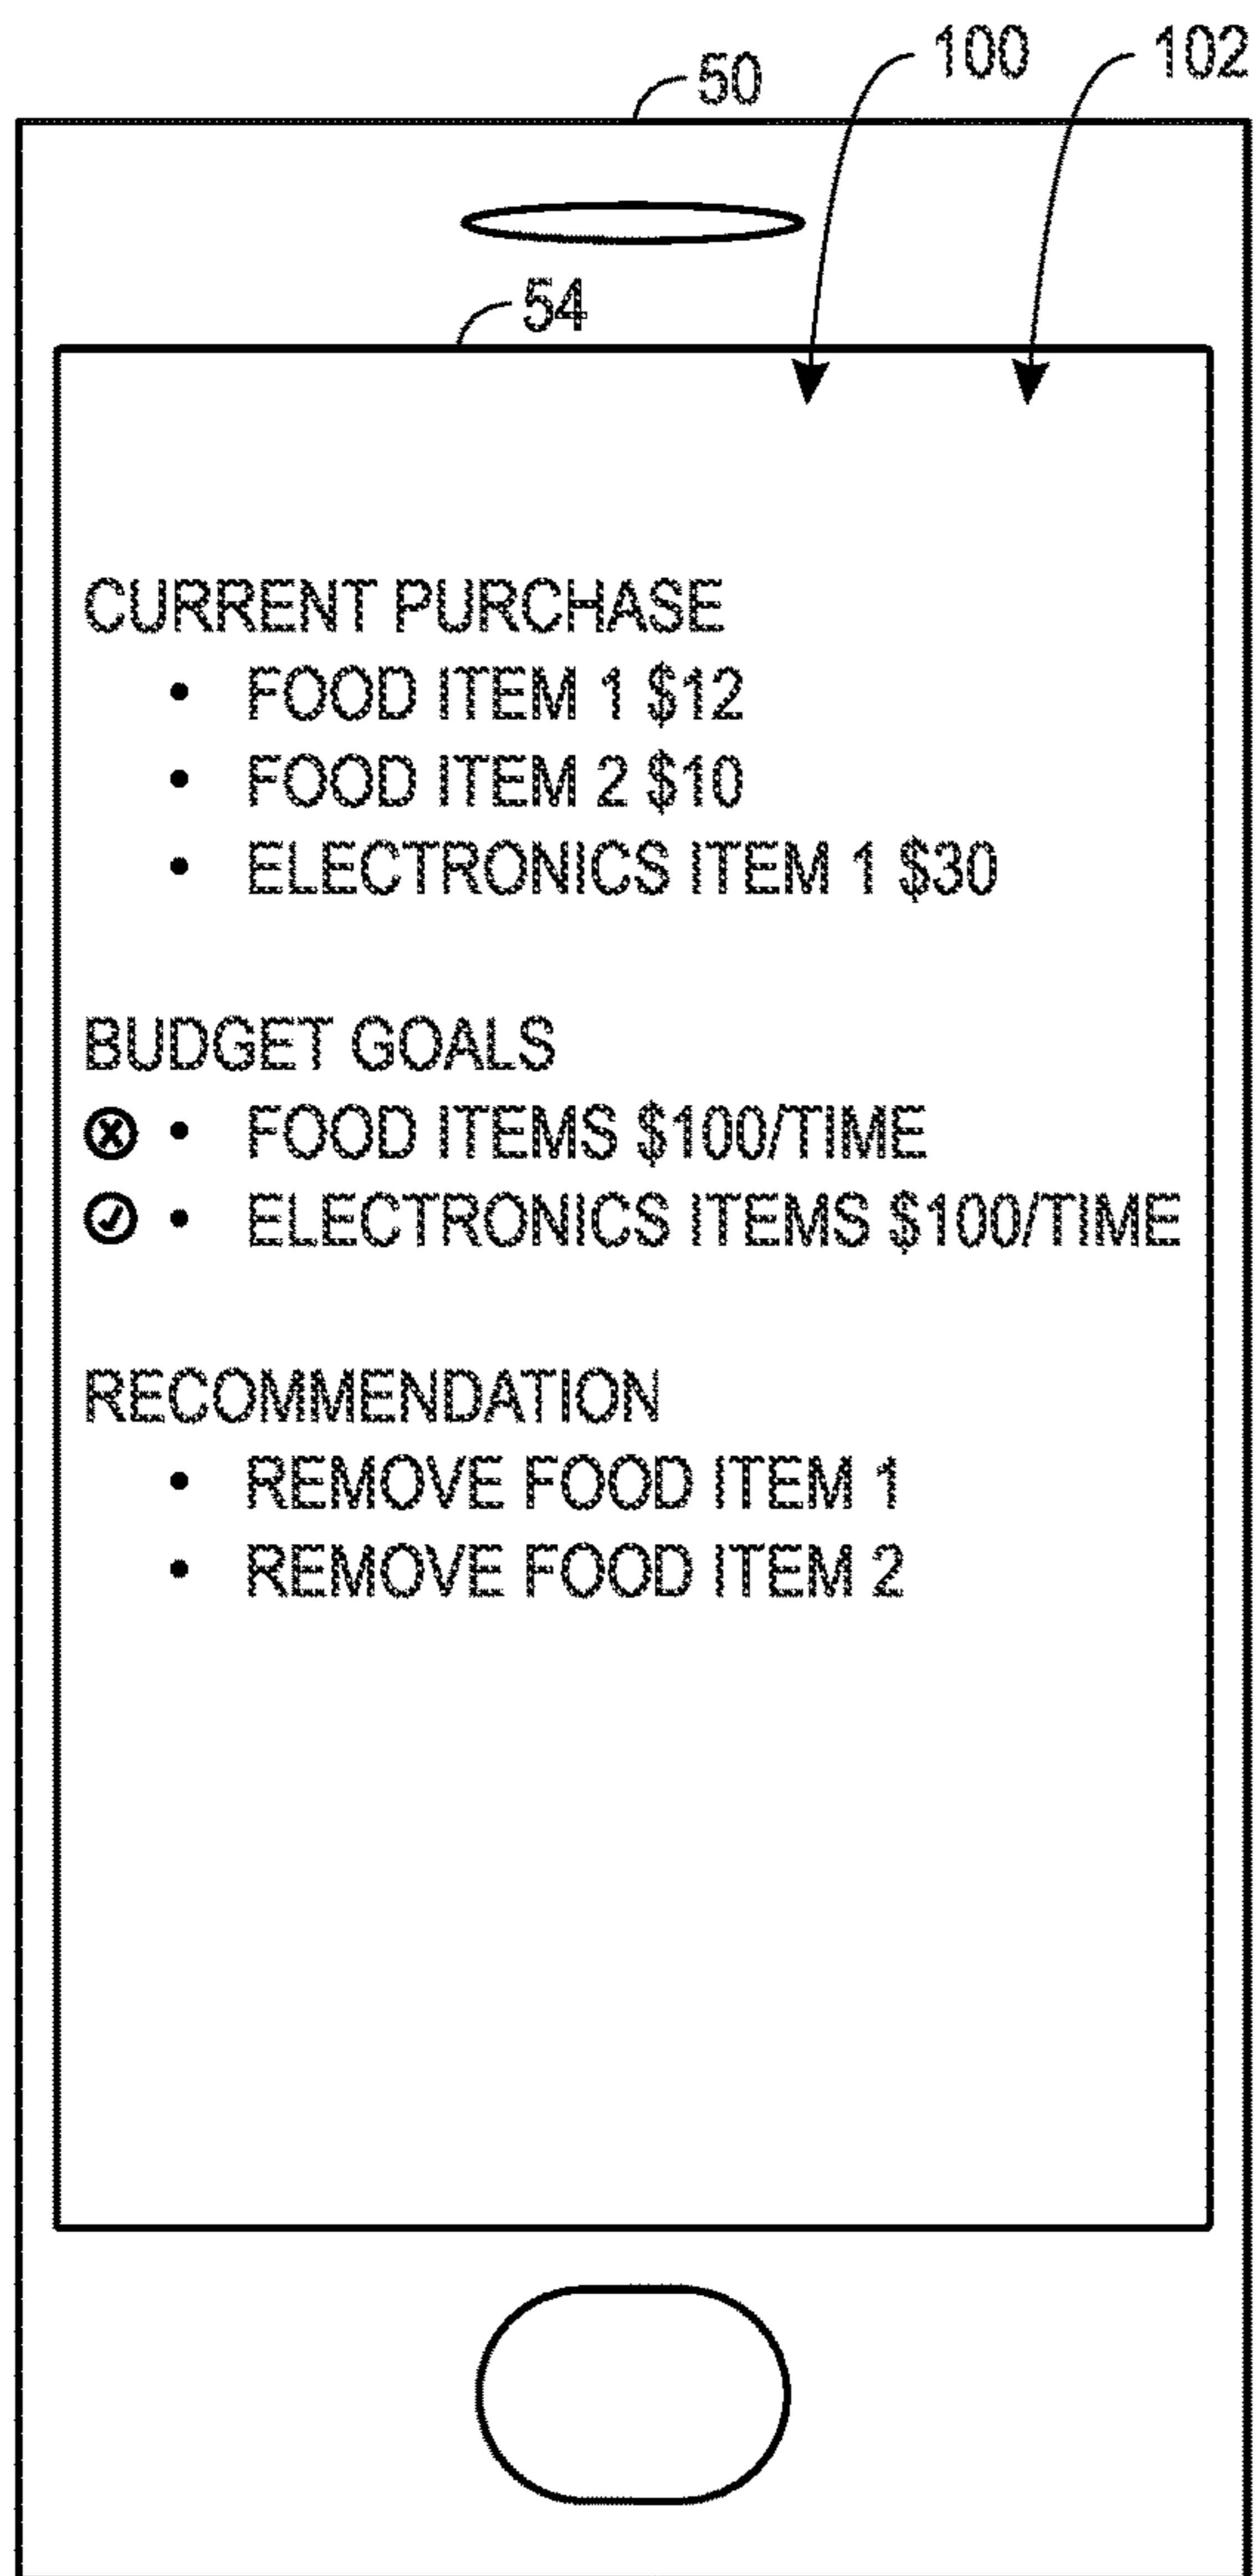 100
102
50
54
CURRENT PURCHASE
• FOOD ITEM 1 $12
• FOOD ITEM 2 $10
• ELECTRONICS ITEM 1 $30
BUDGET GOALS
• FOOD ITEMS $100/TIME
• ELECTRONICS ITEMS $100/TIME
RECOMMENDATION
• REMOVE FOOD ITEM 1
• REMOVE FOOD ITEM 2